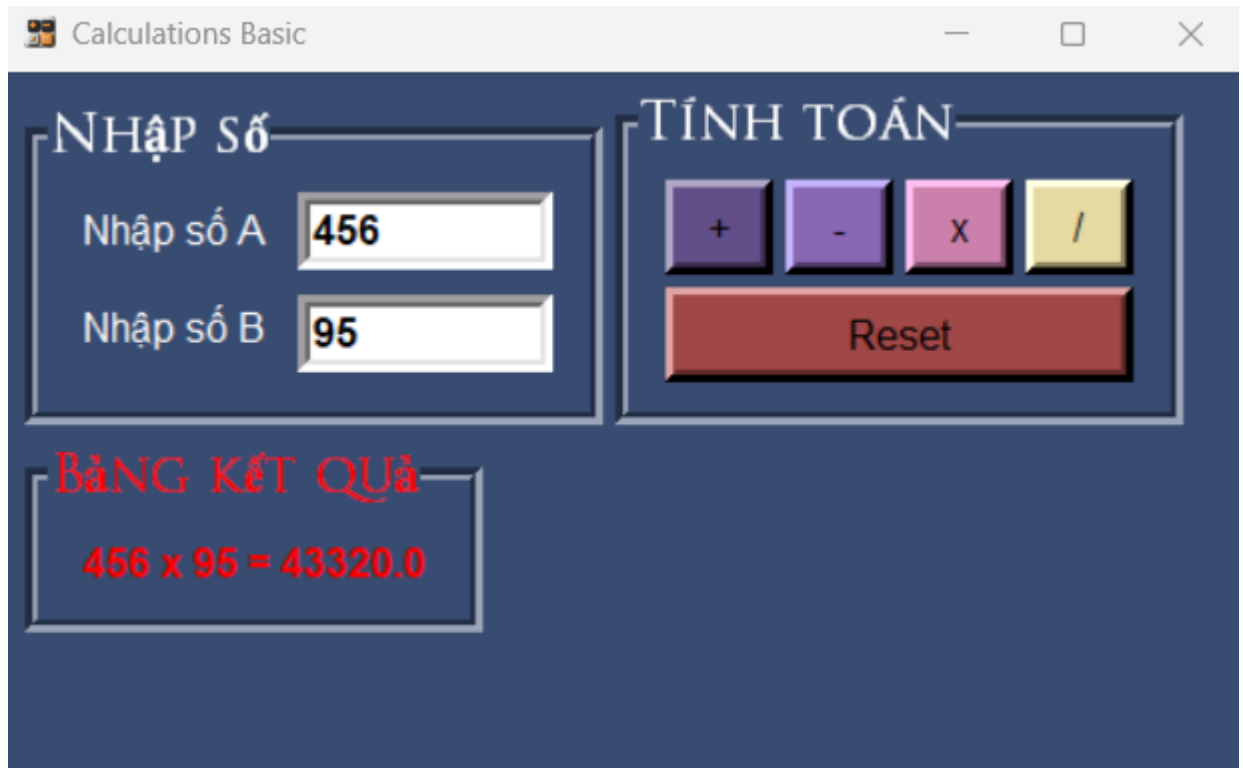 Calculations Basic
Nhập số
Nhập số A 456
Nhập số B 95
Tính toán
+ - x /
Reset
Bảng kết quả
456 x 95 = 43320.0